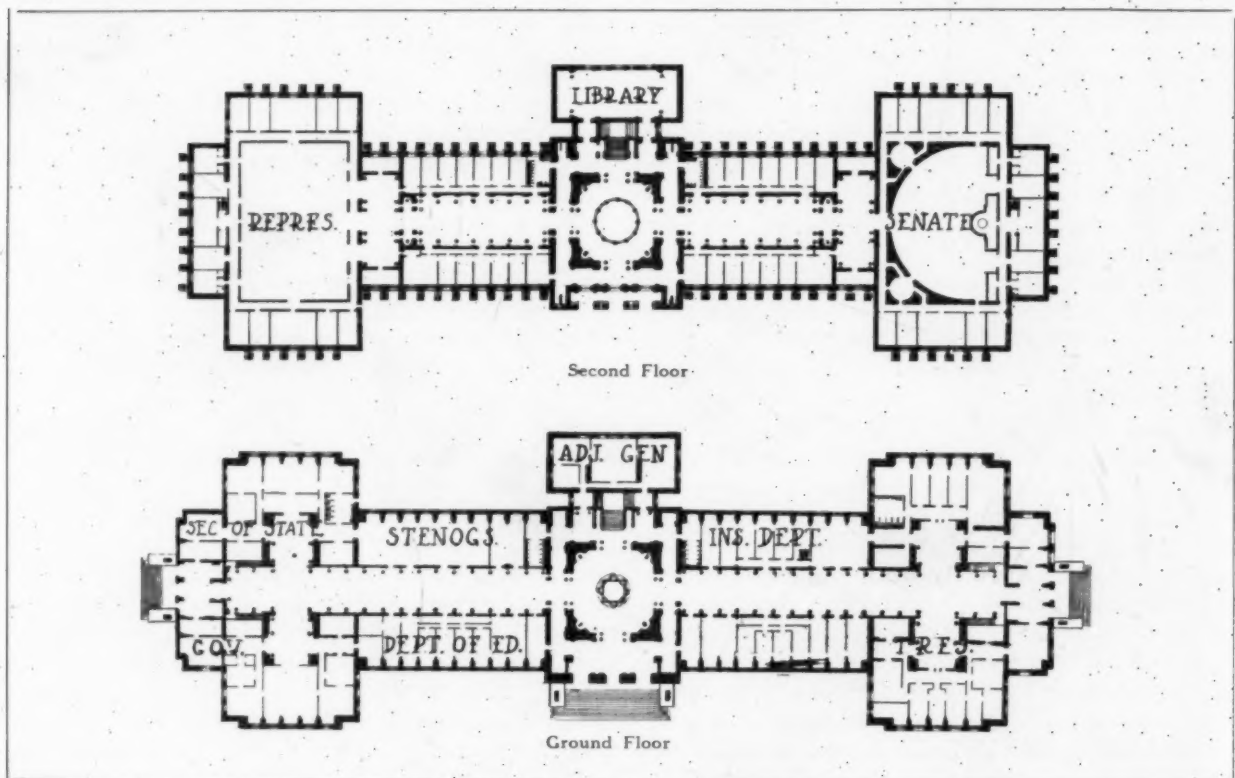 LIBRARY
REPRES.
SENATE
Second Floor
ADJ. GEN
SEC OF STATE
STENOGS.
INS. DEPT.
GOV.
DEPT. OF ED.
TRES.
Ground Floor